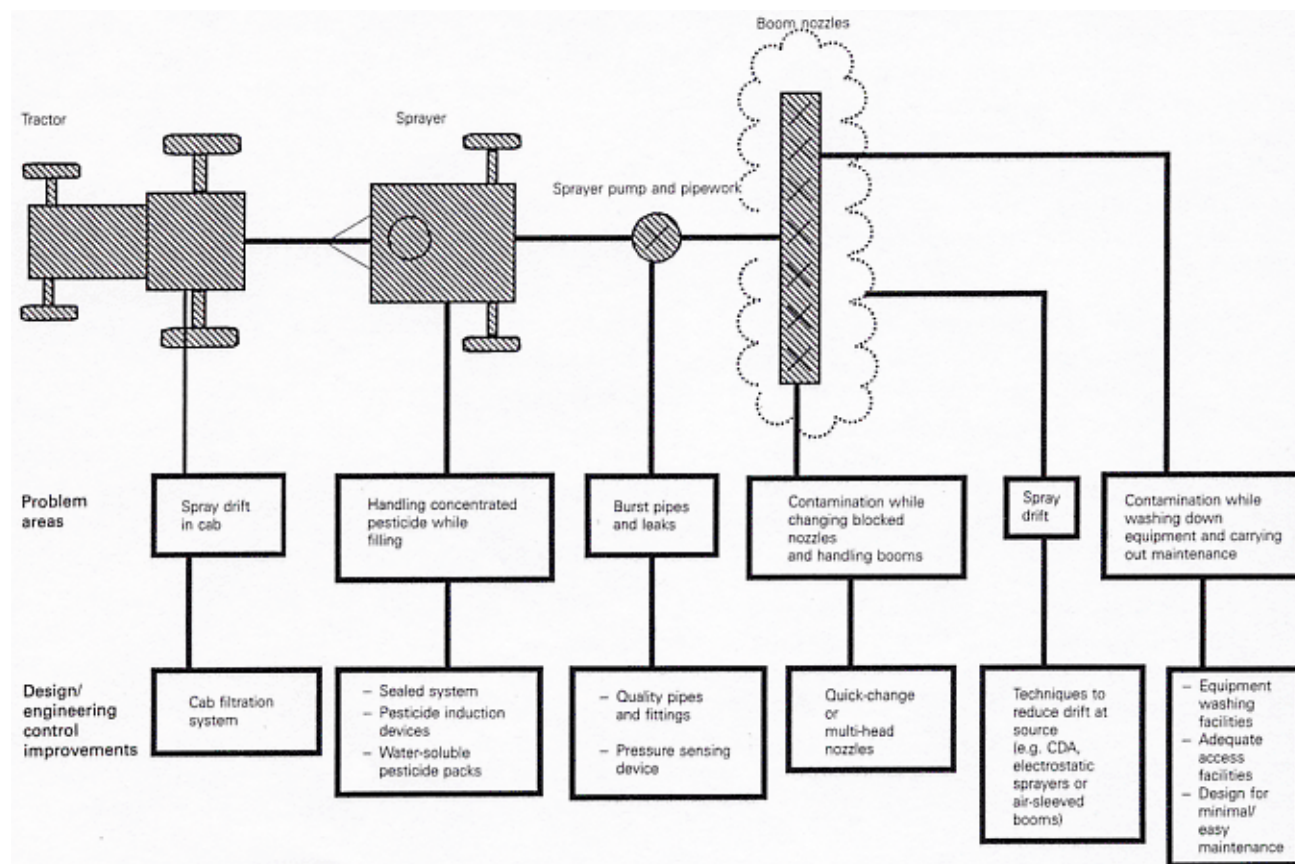 Boom nozzles
Tractor
Sprayer
Sprayer pump and pipework
Problem
areas
Spray drift
in cab
Handling concentrated
pesticide while
filling
Burst pipes
and leaks
Contamination while
changing blocked
nozzles
and handling booms
Spray
drift
Contamination while
washing down
equipment and carrying
out maintenance
Design/
engineering
control
improvements
Cab filtration
system
– Sealed system
– Pesticide induction
devices
– Water-soluble
pesticide packs
– Quality pipes
and fittings
– Pressure sensing
device
Quick-change
or
multi-head
nozzles
Techniques to
reduce drift at
source
(e.g. CDA,
electrostatic
sprayers or
air-sleeved
booms)
– Equipment
washing
facilities
– Adequate
access
facilities
– Design for
minimal/
easy
maintenance